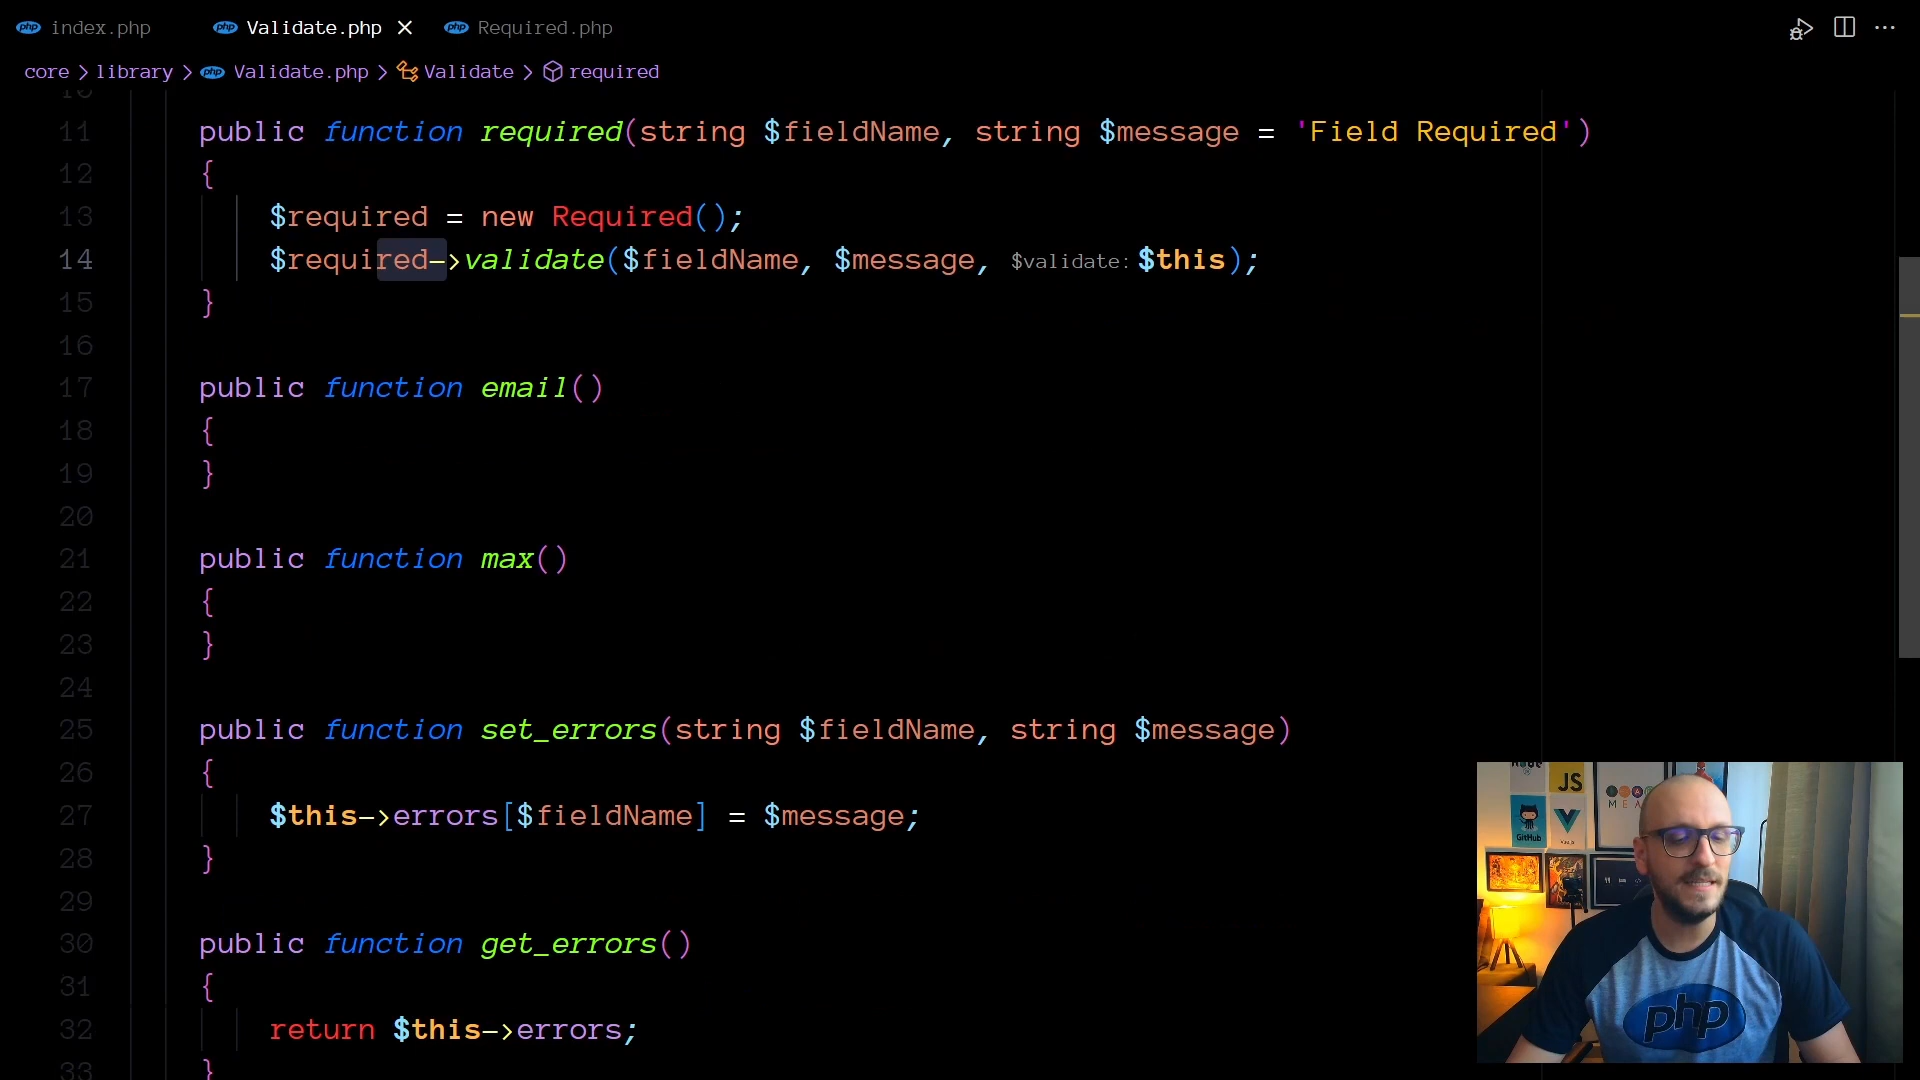 index.php
Validate.php
Required.php
core > library > Validate.php > Validate > required
11 public function required(string $fieldName, string $message = 'Field Required')
12 {
13 $required = new Required();
14 $required->validate($fieldName, $message, $validate: $this);
15 }
16
17 public function email()
18 {
19 }
20
21 public function max()
22 {
23 }
24
25 public function set_errors(string $fieldName, string $message)
26 {
27 $this->errors[$fieldName] = $message;
28 }
29
30 public function get_errors()
31 {
32 return $this->errors;
33 }
JS
GitHub
php